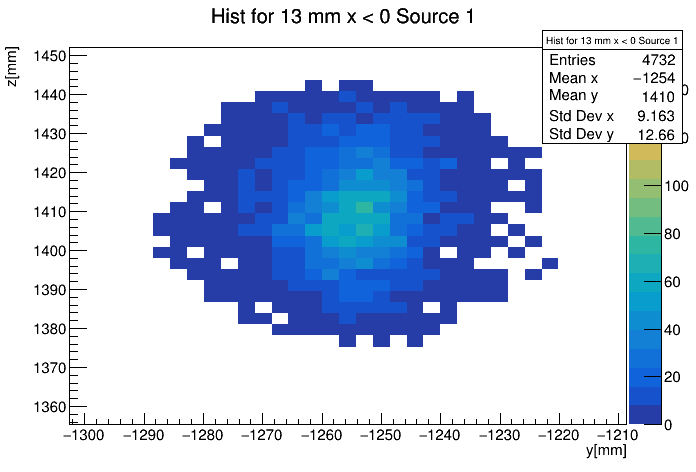 Hist for 13 mm x < 0 Source 1
z[mm]
1450
1440
1430
1420
1410
1400
1390
1380
1370
1360
Hist for 13 mm x < 0 Source 1
Entries 4732
Mean x −1254
Mean y 1410
Std Dev x 9.163
Std Dev y 12.66
100
80
60
40
20
0
−1300 −1290 −1280 −1270 −1260 −1250 −1240 −1230 −1220 −1210
y[mm]